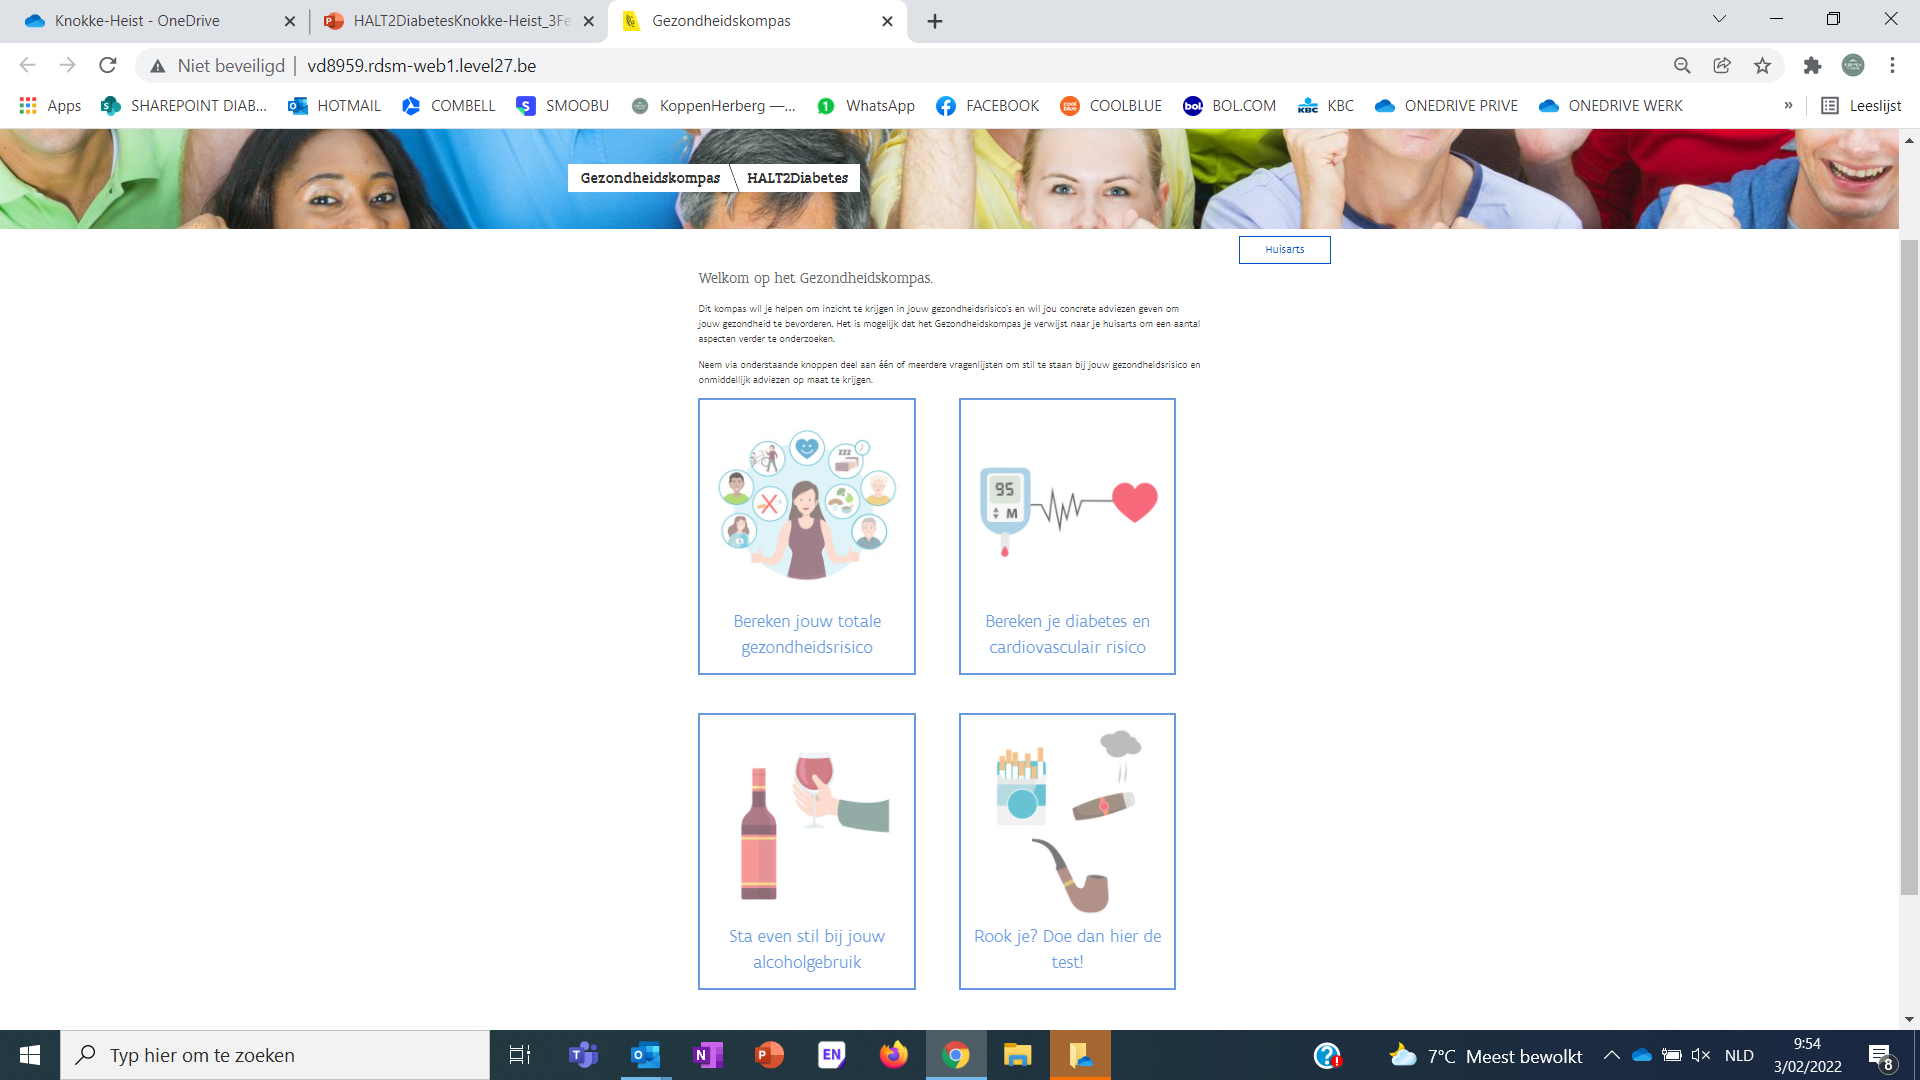 Knokke-Heist - OneDrive
HALT2DiabetesKnokke-Heist_3Fe
Gezondheidskompas
Niet beveiligd
vd8959.rdsm-web1.level27.be
Apps
SHAREPOINT DIAB...
HOTMAIL
COMBELL
SMOOBU
KoppenHerberg —...
WhatsApp
FACEBOOK
COOLBLUE
BOL.COM
KBC
ONEDRIVE PRIVE
ONEDRIVE WERK
»
Leeslijst
Gezondheidskompas
HALT2Diabetes
Huisarts
Welkom op het Gezondheidskompas.
Dit kompas wil je helpen om inzicht te krijgen in jouw gezondheidsrisico's en wil jou concrete adviezen geven om
jouw gezondheid te bevorderen. Het is mogelijk dat het Gezondheidskompas je verwijst naar je huisarts om een aantal
aspecten verder te onderzoeken.
Neem via onderstaande knoppen deel aan één of meerdere vragenlijsten om stil te staan bij jouw gezondheidsrisico en
onmiddellijk adviezen op maat te krijgen.
zzz
95
M
Bereken jouw totale
gezondheidsrisico
Bereken je diabetes en
cardiovasculair risico
Sta even stil bij jouw
alcoholgebruik
Rook je? Doe dan hier de
test!
Typ hier om te zoeken
EN
7°C Meest bewolkt
NLD
9:54
3/02/2022
8